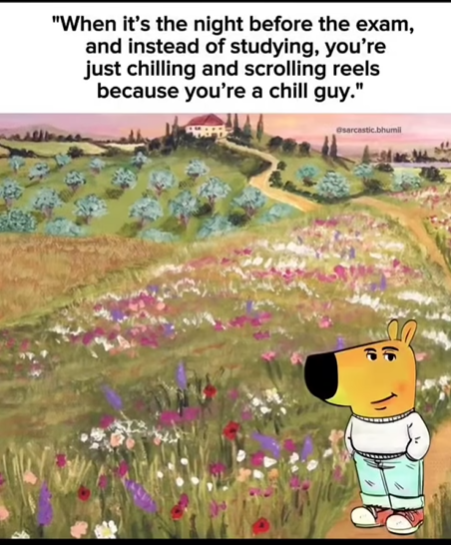 "When it's the night before the exam,
and instead of studying, you're
just chilling and scrolling reels
because you're a chill guy."
@sarcastic.bhumii